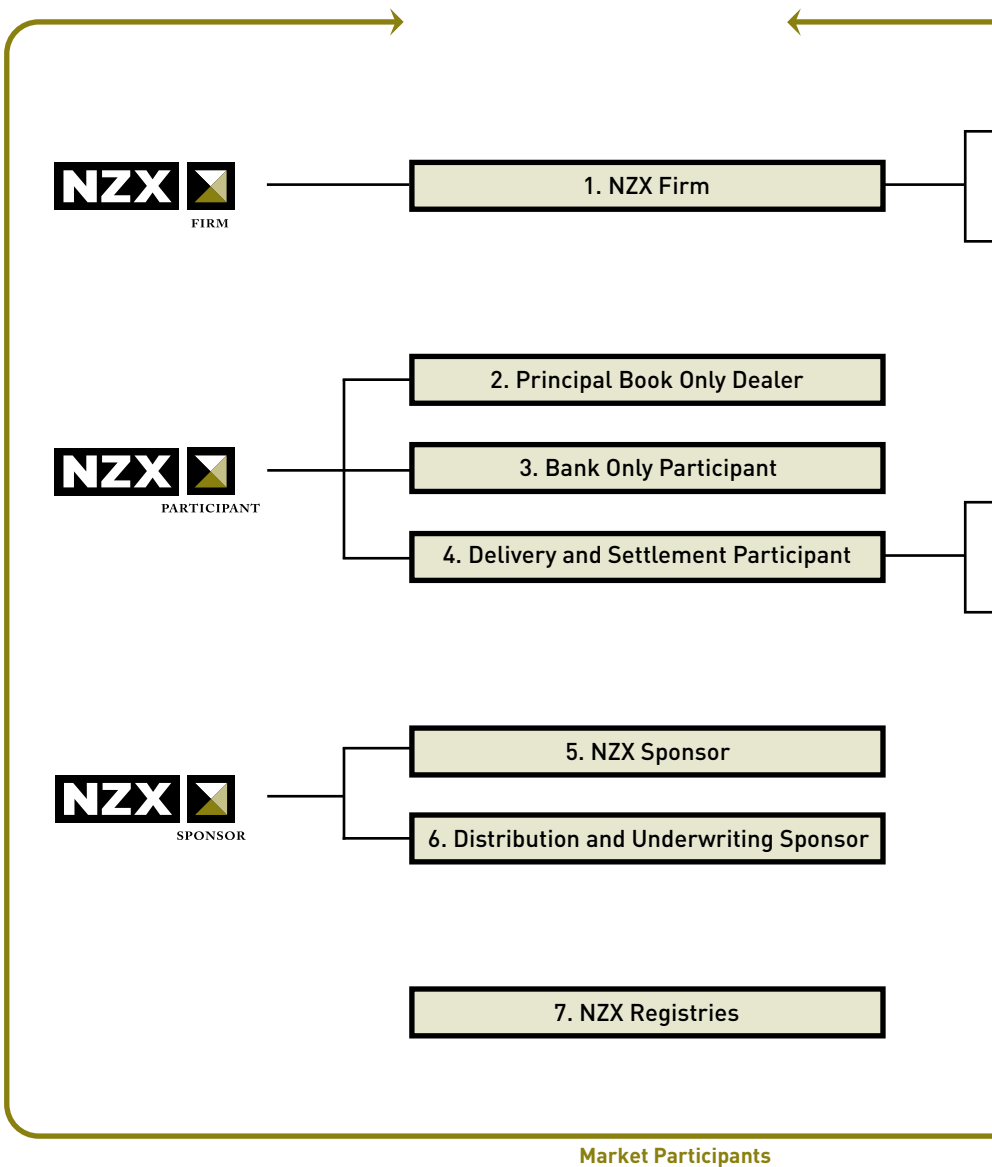 NZX
FIRM
1. NZX Firm
2. Principal Book Only Dealer
NZX
PARTICIPANT
3. Bank Only Participant
4. Delivery and Settlement Participant
5. NZX Sponsor
NZX
SPONSOR
6. Distribution and Underwriting Sponsor
7. NZX Registries
Market Participants